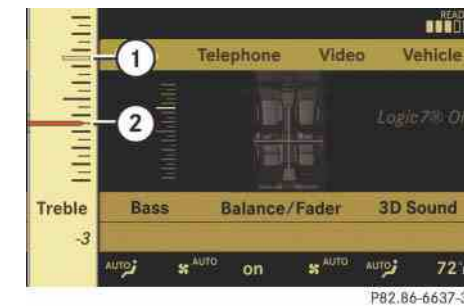 READ
1 Telephone Video Vehicle
2 Logic7®
Treble Bass Balance/Fader 3D Sound
-3
AUTO AUTO on AUTO AUTO 72°
P82.86-6637-3